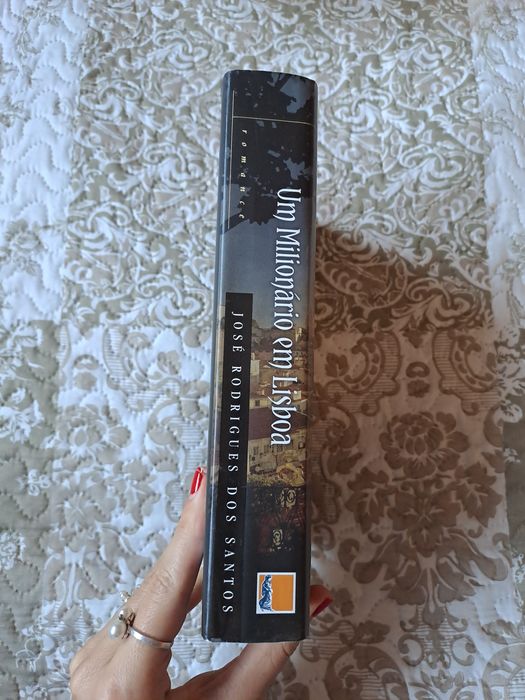 romance
Um Milionário em Lisboa
JOSÉ RODRIGUES DOS SANTOS